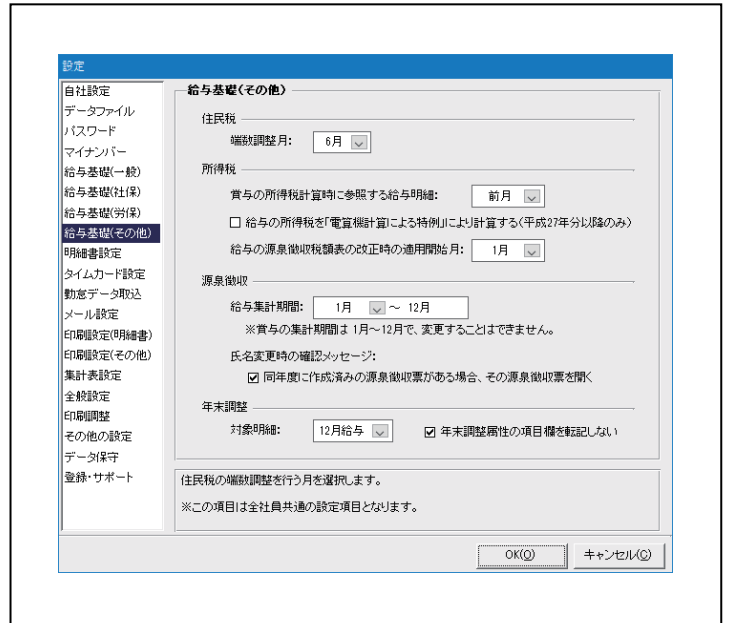 設定
自社設定
データファイル
パスワード
マイナンバー
給与基礎(一般)
給与基礎(社保)
給与基礎(労保)
給与基礎(その他)
明細書設定
タイムカード設定
勤怠データ取込
メール設定
印刷設定(明細書)
印刷設定(その他)
集計表設定
全般設定
印刷調整
その他の設定
データ保守
登録・サポート
給与基礎(その他)
住民税
端数調整月: 6月
所得税
賞与の所得税計算時に参照する給与明細: 前月
給与の所得税を「電算機計算による特例」により計算する(平成27年分以降のみ)
給与の源泉徴収税額表の改正時の適用開始月: 1月
源泉徴収
給与集計期間: 1月 ~ 12月
※賞与の集計期間は 1月~12月で、変更することはできません。
氏名変更時の確認メッセージ:
同年度に作成済みの源泉徴収票がある場合、その源泉徴収票を開く
年末調整
対象明細: 12月給与 年末調整属性の項目欄を転記しない
住民税の端数調整を行う月を選択します。
※この項目は全社員共通の設定項目となります。
OK(O) キャンセル(C)